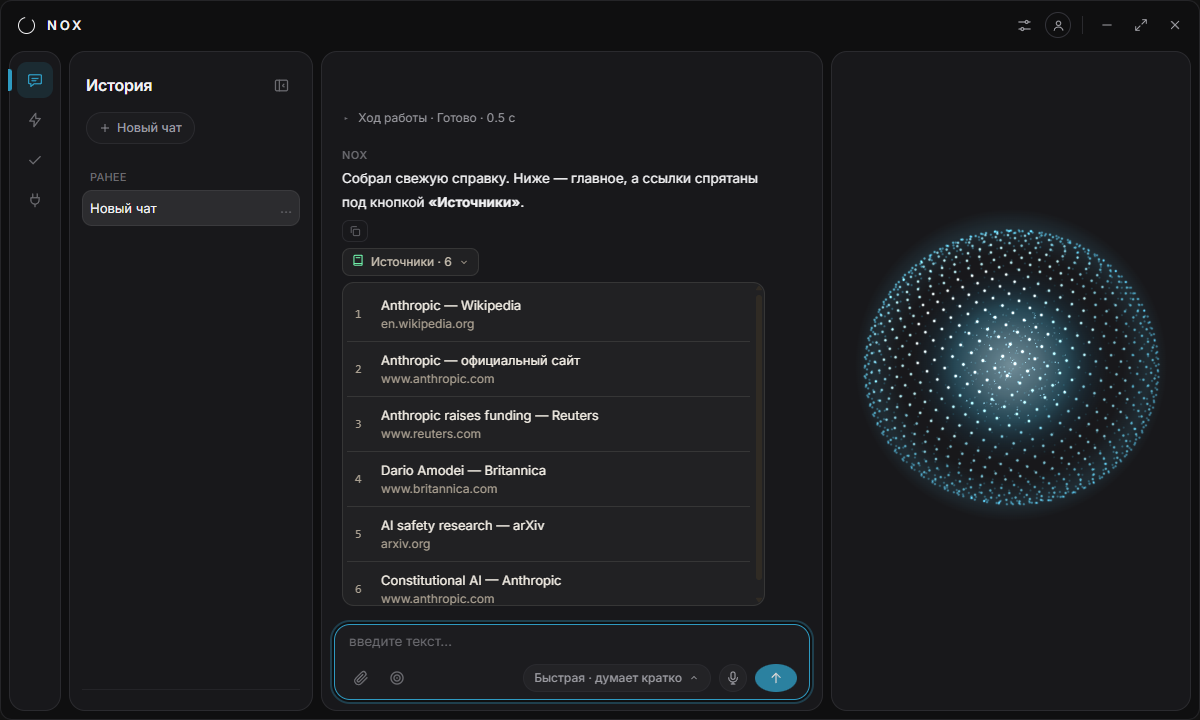 NOX
История
+ Новый чат
РАНЕЕ
Новый чат
...
Ход работы · Готово · 0.5 с
NOX
Собрал свежую справку. Ниже — главное, а ссылки спрятаны
под кнопкой «Источники».
Источники · 6
1
Anthropic — Wikipedia
en.wikipedia.org
2
Anthropic — официальный сайт
www.anthropic.com
3
Anthropic raises funding — Reuters
www.reuters.com
4
Dario Amodei — Britannica
www.britannica.com
5
AI safety research — arXiv
arxiv.org
6
Constitutional AI — Anthropic
www.anthropic.com
введите текст...
Быстрая · думает кратко